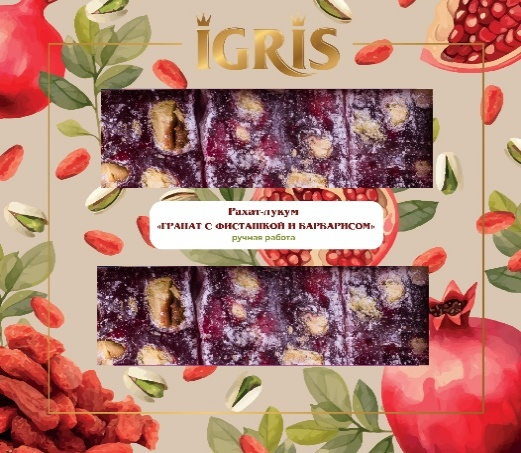 IGRIS
Рахат-лукум
«ГРАНАТ С ФИСТАШКОЙ И БАРБАРИСОМ»
ручная работа